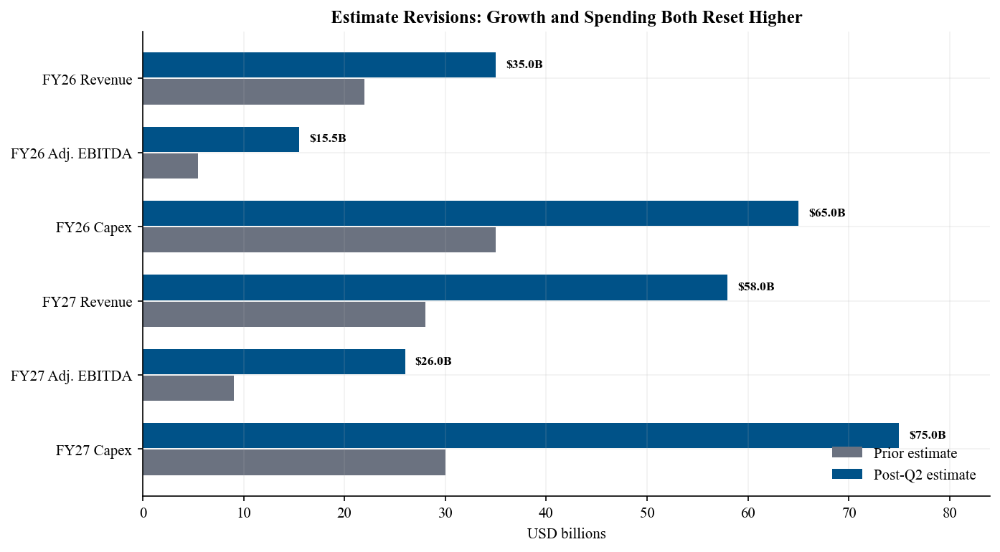 Estimate Revisions: Growth and Spending Both Reset Higher
FY26 Revenue
$35.0B
FY26 Adj. EBITDA
$15.5B
FY26 Capex
$65.0B
FY27 Revenue
$58.0B
FY27 Adj. EBITDA
$26.0B
FY27 Capex
$75.0B
Prior estimate
Post-Q2 estimate
0 10 20 30 40 50 60 70 80
USD billions